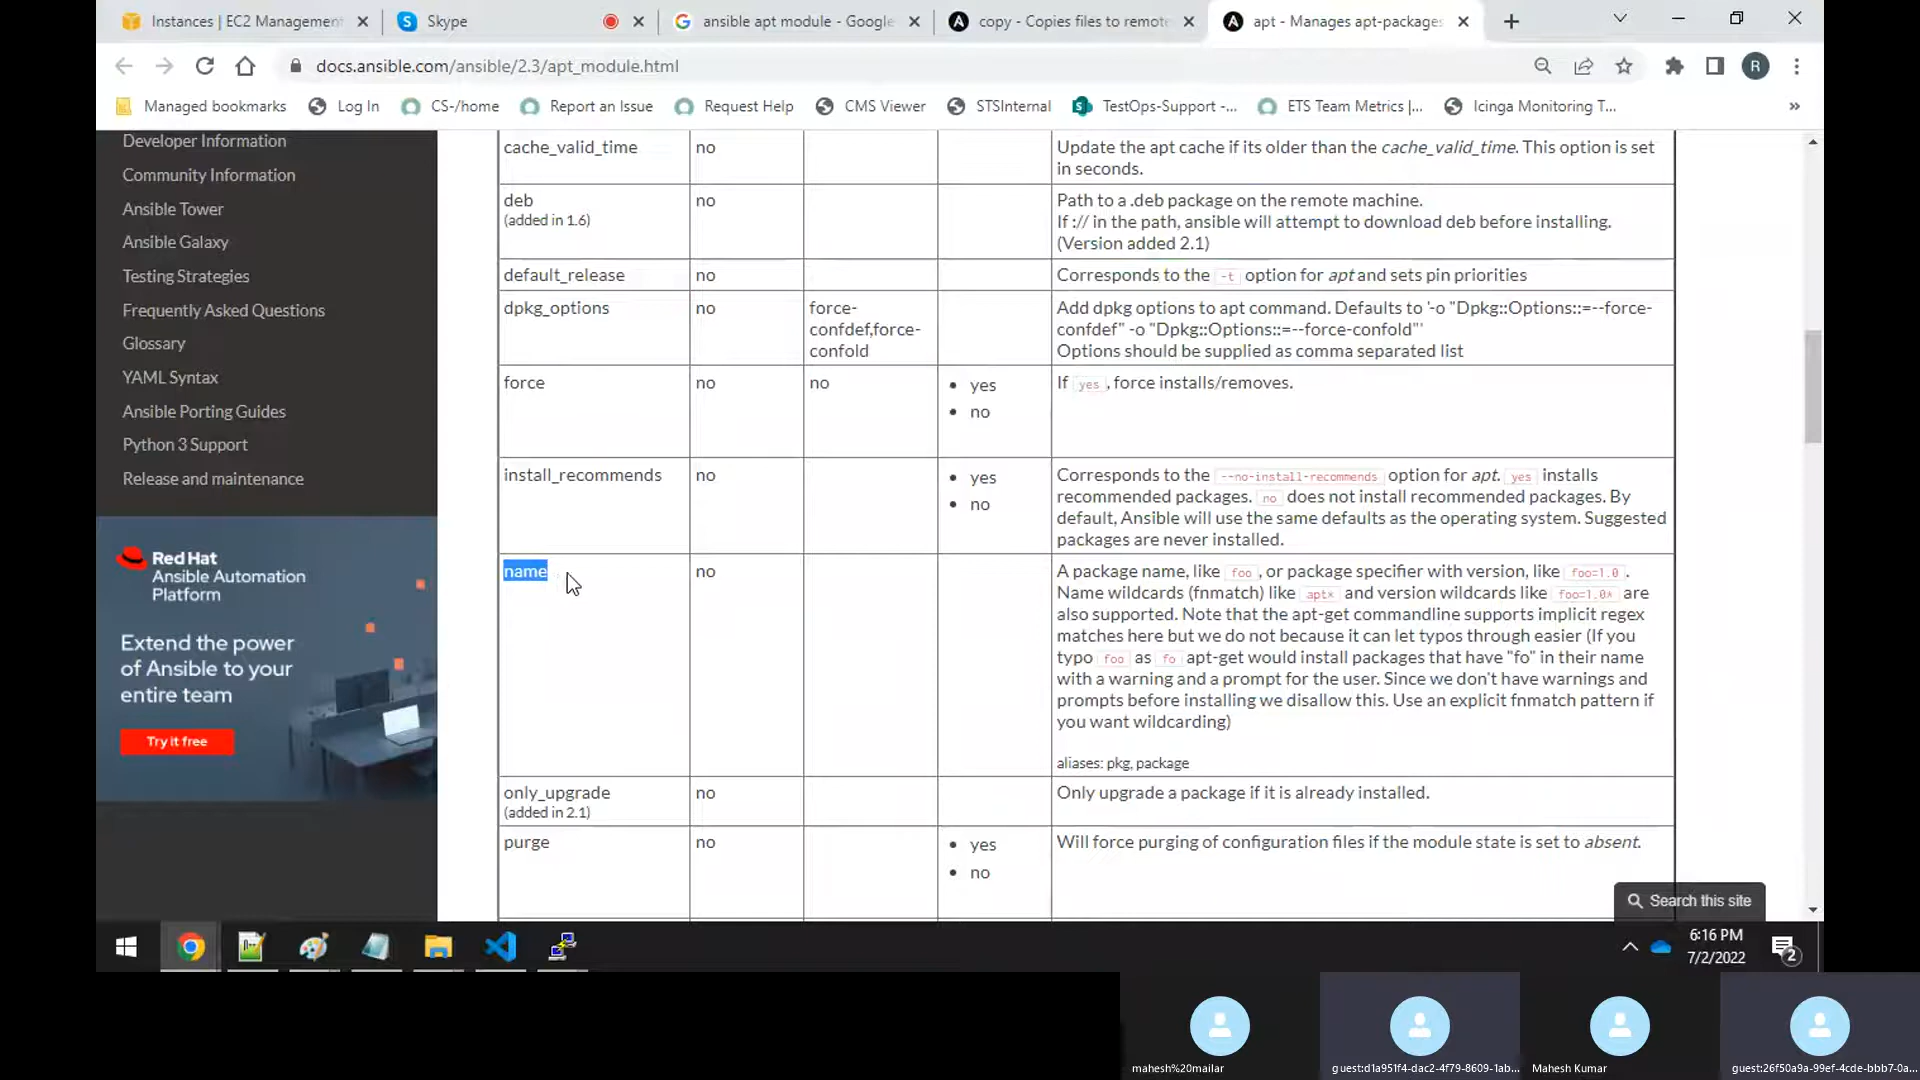 Instances | EC2 Management
Skype
ansible apt module - Google
copy - Copies files to remote
apt - Manages apt-packages
docs.ansible.com/ansible/2.3/apt_module.html
R
Managed bookmarks
Log In
CS-/home
Report an Issue
Request Help
CMS Viewer
STSInternal
TestOps-Support -...
ETS Team Metrics |...
Icinga Monitoring T...
»
Developer Information
Community Information
Ansible Tower
Ansible Galaxy
Testing Strategies
Frequently Asked Questions
Glossary
YAML Syntax
Ansible Porting Guides
Python 3 Support
Release and maintenance
Red Hat
Ansible Automation
Platform
Extend the power
of Ansible to your
entire team
Try it free
cache_valid_time no Update the apt cache if its older than the cache_valid_time. This option is set
in seconds.
deb no Path to a .deb package on the remote machine.
(added in 1.6) If :// in the path, ansible will attempt to download deb before installing.
(Version added 2.1)
default_release no Corresponds to the -t option for apt and sets pin priorities
dpkg_options no force- Add dpkg options to apt command. Defaults to '-o "Dpkg::Options::=--force-
confdef,force- confdef" -o "Dpkg::Options::=--force-confold"'
confold Options should be supplied as comma separated list
force no no • yes If yes, force installs/removes.
• no
install_recommends no • yes Corresponds to the --no-install-recommends option for apt. yes installs
• no recommended packages. no does not install recommended packages. By
default, Ansible will use the same defaults as the operating system. Suggested
packages are never installed.
name no A package name, like foo, or package specifier with version, like foo=1.0.
Name wildcards (fnmatch) like apt* and version wildcards like foo=1.0* are
also supported. Note that the apt-get commandline supports implicit regex
matches here but we do not because it can let typos through easier (If you
typo foo as fo apt-get would install packages that have "fo" in their name
with a warning and a prompt for the user. Since we don't have warnings and
prompts before installing we disallow this. Use an explicit fnmatch pattern if
you want wildcarding)
aliases: pkg, package
only_upgrade no Only upgrade a package if it is already installed.
(added in 2.1)
purge no • yes Will force purging of configuration files if the module state is set to absent.
• no
Search this site
6:16 PM
7/2/2022
2
mahesh%20mailar
guest:d1a951f4-dac2-4f79-8609-1ab...
Mahesh Kumar
guest:26f50a9a-99ef-4cde-bbb7-0a...